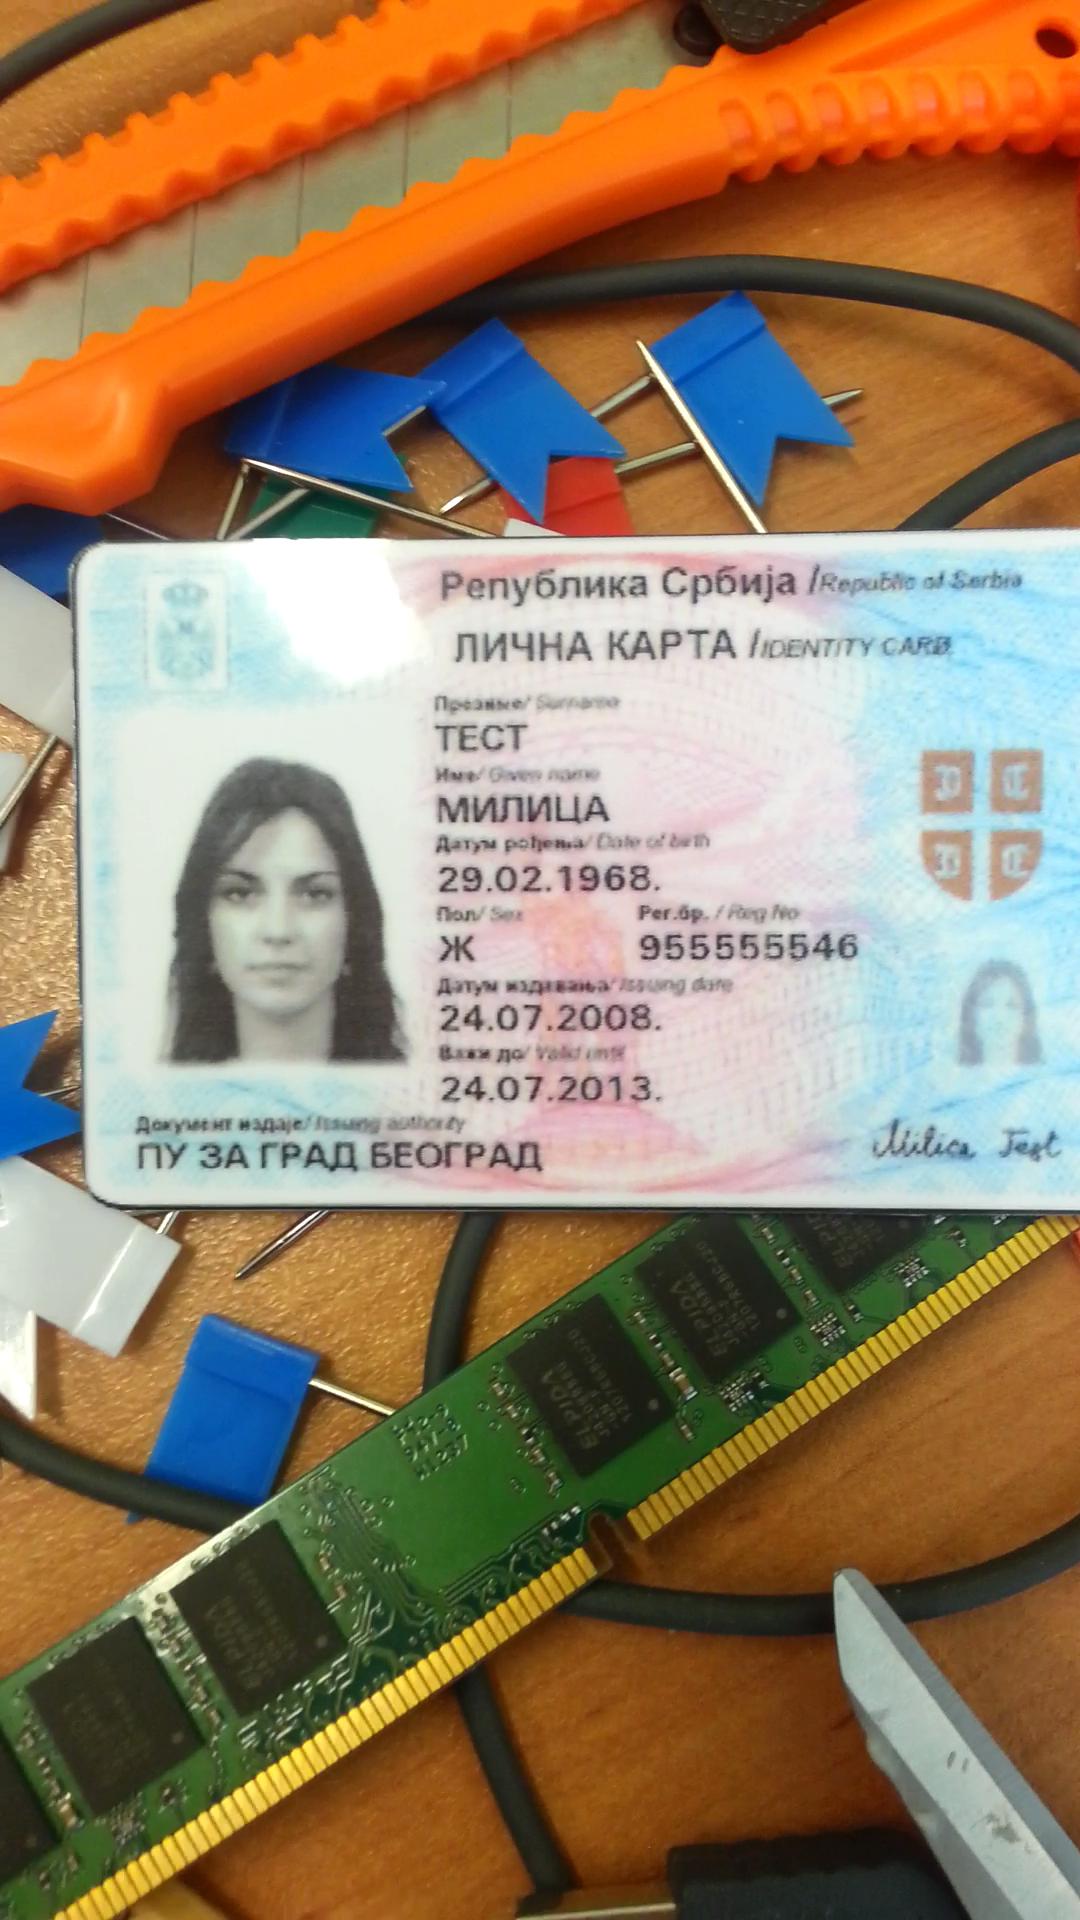 Република Србија /Republic of Serbia
ЛИЧНА КАРТА /IDENTITY CARD
Презиме/ Surname
ТЕСТ
Име/ Given name
МИЛИЦА
Датум рођења/ Date of birth
29.02.1968.
Пол/ Sex Рег.бр. / Reg No
Ж 955555546
Датум издавања/ Issuing date
24.07.2008.
Важи до/ Valid until
24.07.2013.
Документ издаје/ Issuing authority
ПУ ЗА ГРАД БЕОГРАД
Milica Test
ELPIDA
ELPIDA
ELPIDA